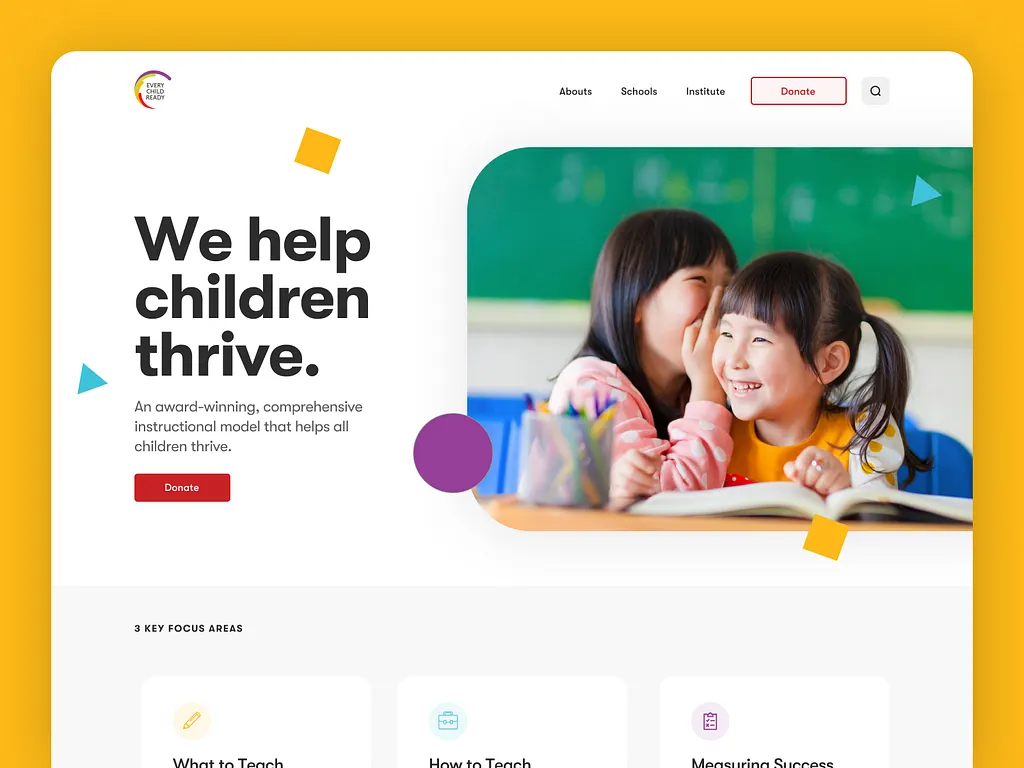 EVERY
CHILD
READY
Abouts
Schools
Institute
Donate
We help
children
thrive.
An award-winning, comprehensive
instructional model that helps all
children thrive.
Donate
3 KEY FOCUS AREAS
What to Teach
How to Teach
Measuring Success